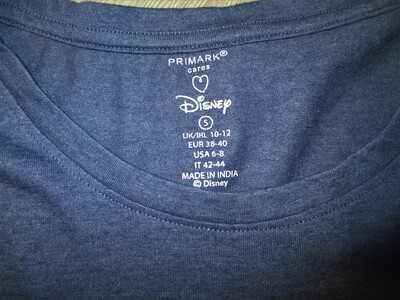 PRIMARK®
cares
Disney
S
UK/IRL 10-12
EUR 38-40
USA 6-8
IT 42-44
MADE IN INDIA
© Disney